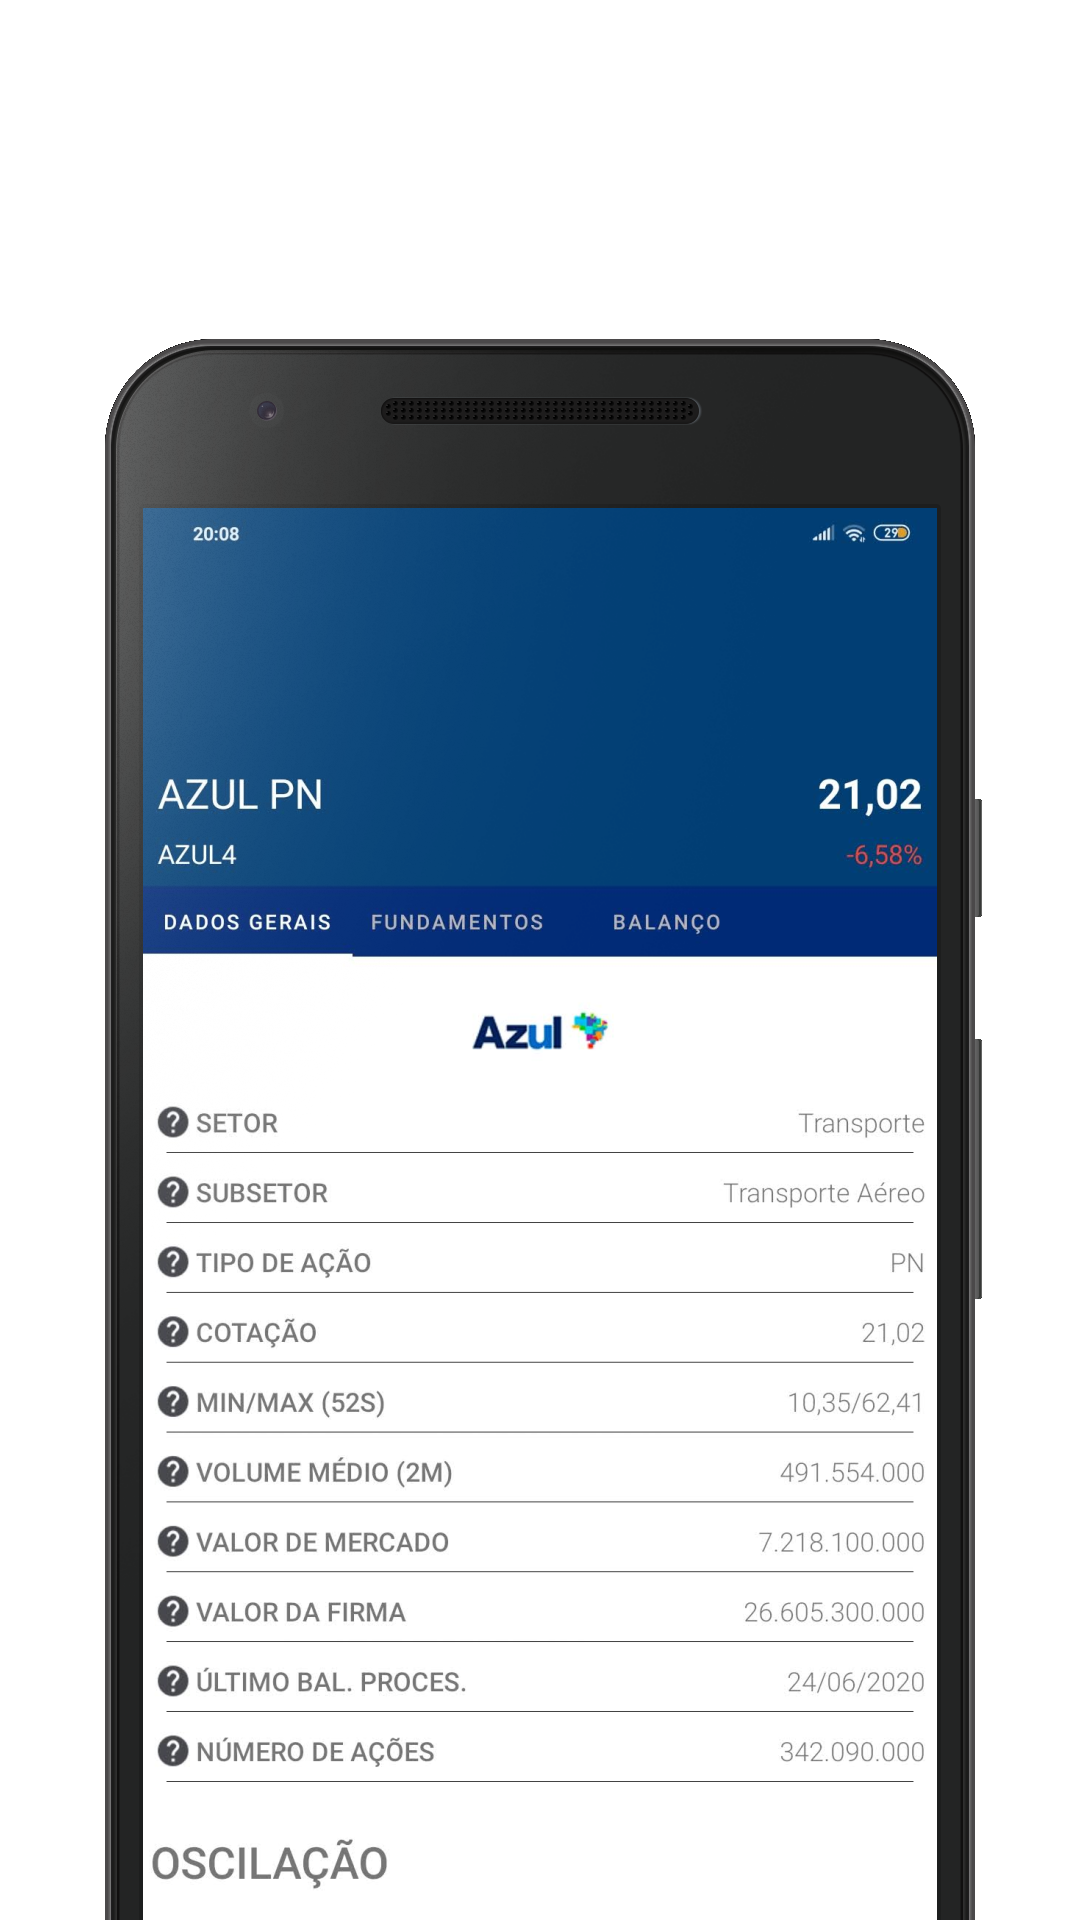 20:08 29
AZUL PN 21,02
AZUL4 -6,58%
DADOS GERAIS FUNDAMENTOS BALANÇO
Azul
? SETOR Transporte
? SUBSETOR Transporte Aéreo
? TIPO DE AÇÃO PN
? COTAÇÃO 21,02
? MIN/MAX (52S) 10,35/62,41
? VOLUME MÉDIO (2M) 491.554.000
? VALOR DE MERCADO 7.218.100.000
? VALOR DA FIRMA 26.605.300.000
? ÚLTIMO BAL. PROCES. 24/06/2020
? NÚMERO DE AÇÕES 342.090.000
OSCILAÇÃO